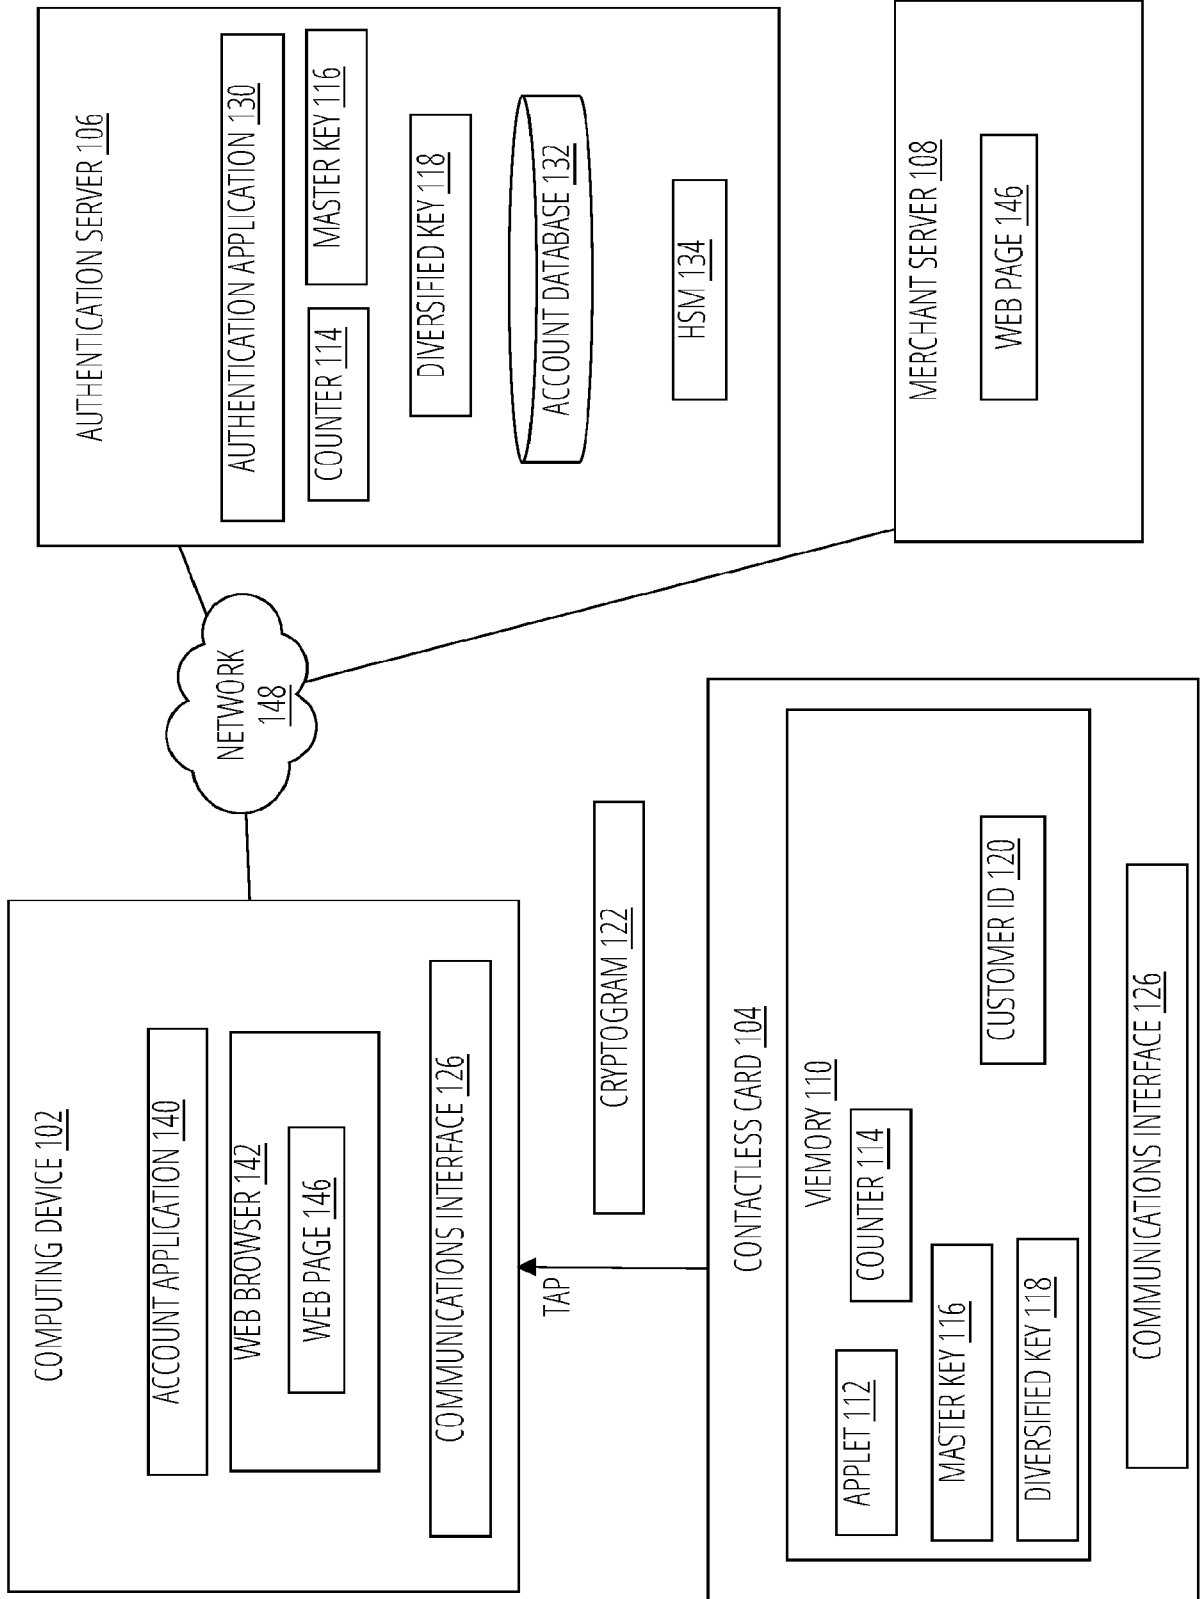 COMPUTING DEVICE 102
ACCOUNT APPLICATION 140
WEB BROWSER 142
WEB PAGE 146
COMMUNICATIONS INTERFACE 126
NETWORK
148
AUTHENTICATION SERVER 106
AUTHENTICATION APPLICATION 130
COUNTER 114
MASTER KEY 116
DIVERSIFIED KEY 118
ACCOUNT DATABASE 132
HSM 134
TAP
CRYPTOGRAM 122
CONTACTLESS CARD 104
MEMORY 110
APPLET 112
COUNTER 114
MASTER KEY 116
DIVERSIFIED KEY 118
CUSTOMER ID 120
COMMUNICATIONS INTERFACE 126
MERCHANT SERVER 108
WEB PAGE 146